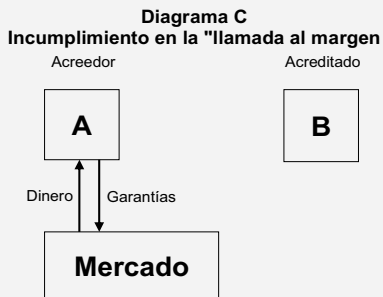 Diagrama C
Incumplimiento en la "llamada al margen
Acreedor
Acreditado
A
B
Dinero
Garantías
Mercado